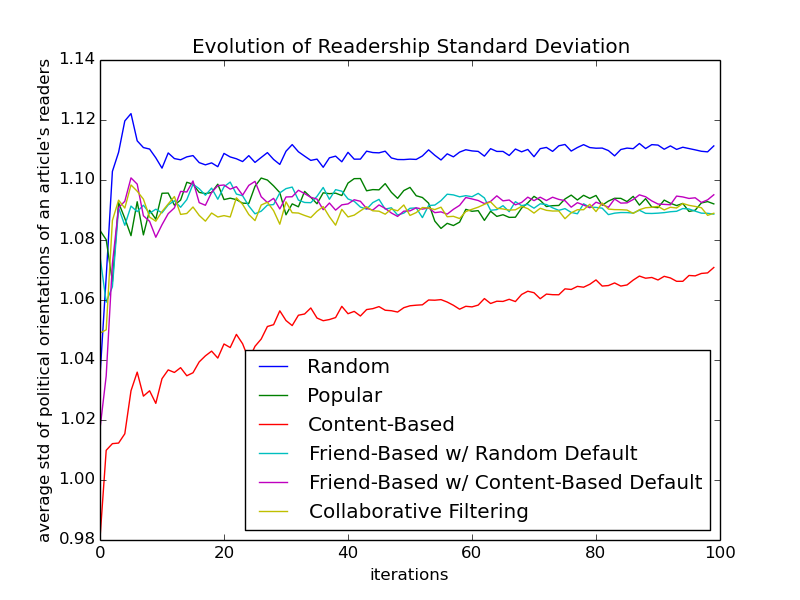 Evolution of Readership Standard Deviation
average std of political orientations of an article's readers
1.14
1.12
1.10
1.08
1.06
1.04
1.02
1.00
0.98
Random
Popular
Content-Based
Friend-Based w/ Random Default
Friend-Based w/ Content-Based Default
Collaborative Filtering
0
20
40
60
80
100
iterations